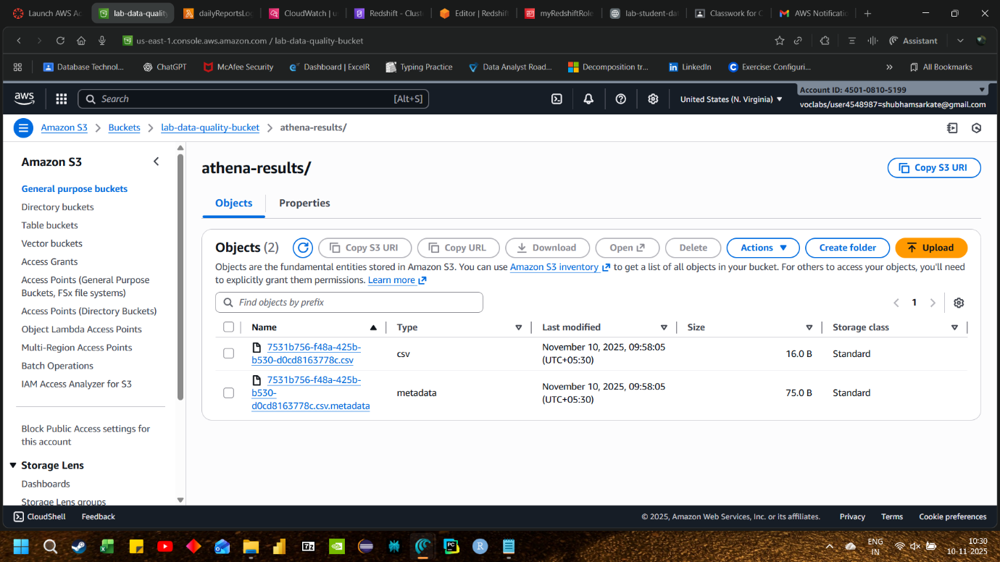 Launch AWS Ac
lab-data-quality
dailyReportsLo
CloudWatch | u
Redshift - Clust
Editor | Redshif
myRedshiftRole
lab-student-dat
Classwork for C
AWS Notificatio
us-east-1.console.aws.amazon.com / lab-data-quality-bucket
Assistant
Database Technol...
ChatGPT
McAfee Security
Dashboard | ExcelR
Typing Practice
Data Analyst Road...
Decomposition tr...
LinkedIn
Exercise: Configuri...
All Bookmarks
aws
Search
[Alt+S]
United States (N. Virginia)
Account ID: 4501-0810-5199
voclabs/user4548987=shubhamsarkate@gmail.com
Amazon S3
Buckets
lab-data-quality-bucket
athena-results/
Amazon S3
General purpose buckets
Directory buckets
Table buckets
Vector buckets
Access Grants
Access Points (General Purpose
Buckets, FSx file systems)
Access Points (Directory Buckets)
Object Lambda Access Points
Multi-Region Access Points
Batch Operations
IAM Access Analyzer for S3
Block Public Access settings for
this account
Storage Lens
Dashboards
Storage Lens groups
athena-results/
Copy S3 URI
Objects
Properties
Objects (2)
Copy S3 URI
Copy URL
Download
Open
Delete
Actions
Create folder
Upload
Objects are the fundamental entities stored in Amazon S3. You can use Amazon S3 inventory to get a list of all objects in your bucket. For others to access your objects, you'll need
to explicitly grant them permissions. Learn more
Find objects by prefix
1
Name
Type
Last modified
Size
Storage class
7531b756-f48a-425b-
b530-d0cd8163778c.csv
csv
November 10, 2025, 09:58:05
(UTC+05:30)
16.0 B
Standard
7531b756-f48a-425b-
b530-
d0cd8163778c.csv.metadata
metadata
November 10, 2025, 09:58:05
(UTC+05:30)
75.0 B
Standard
CloudShell
Feedback
© 2025, Amazon Web Services, Inc. or its affiliates.
Privacy
Terms
Cookie preferences
ENG
IN
10:30
10-11-2025